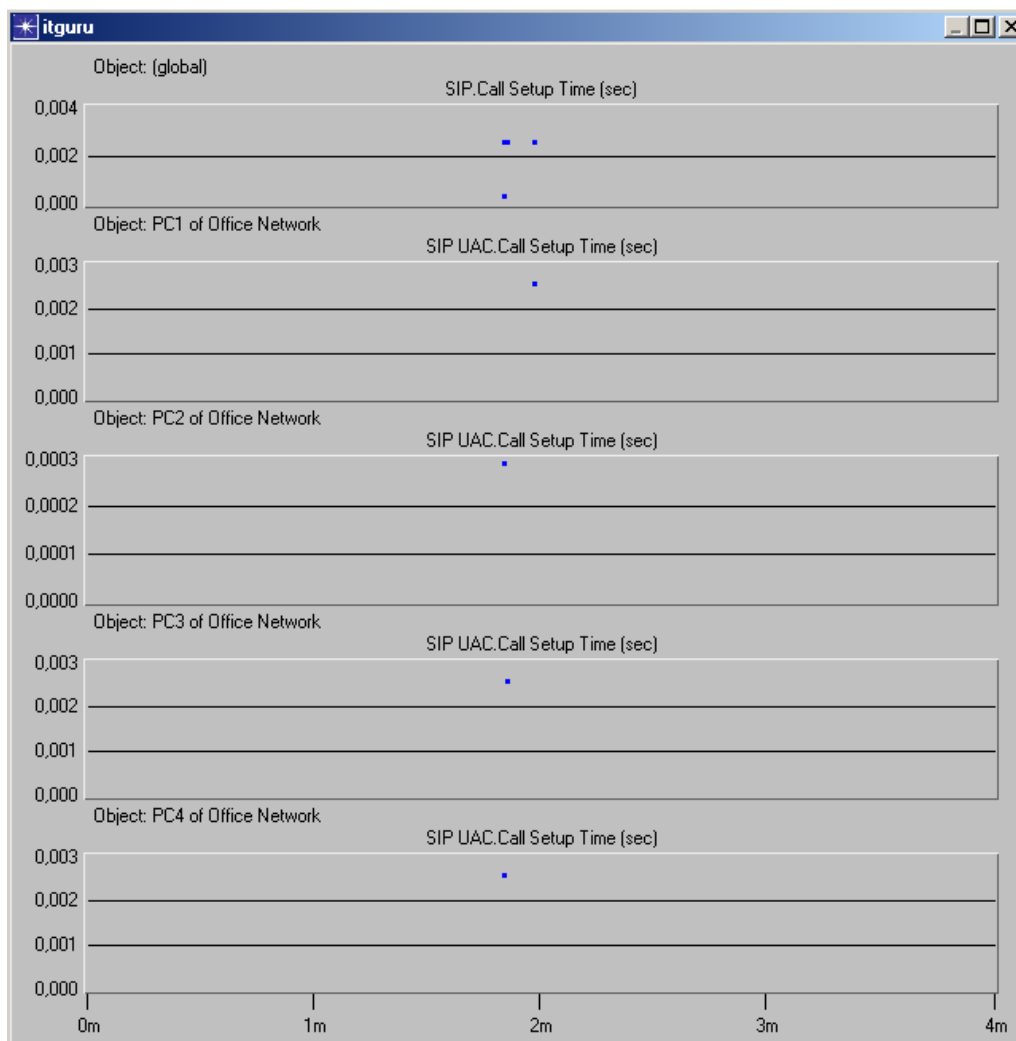 itguru
Object: (global)
SIP.Call Setup Time (sec)
0,004
0,002
0,000
Object: PC1 of Office Network
SIP UAC.Call Setup Time (sec)
0,003
0,002
0,001
0,000
Object: PC2 of Office Network
SIP UAC.Call Setup Time (sec)
0,0003
0,0002
0,0001
0,0000
Object: PC3 of Office Network
SIP UAC.Call Setup Time (sec)
0,003
0,002
0,001
0,000
Object: PC4 of Office Network
SIP UAC.Call Setup Time (sec)
0,003
0,002
0,001
0,000
0m 1m 2m 3m 4m